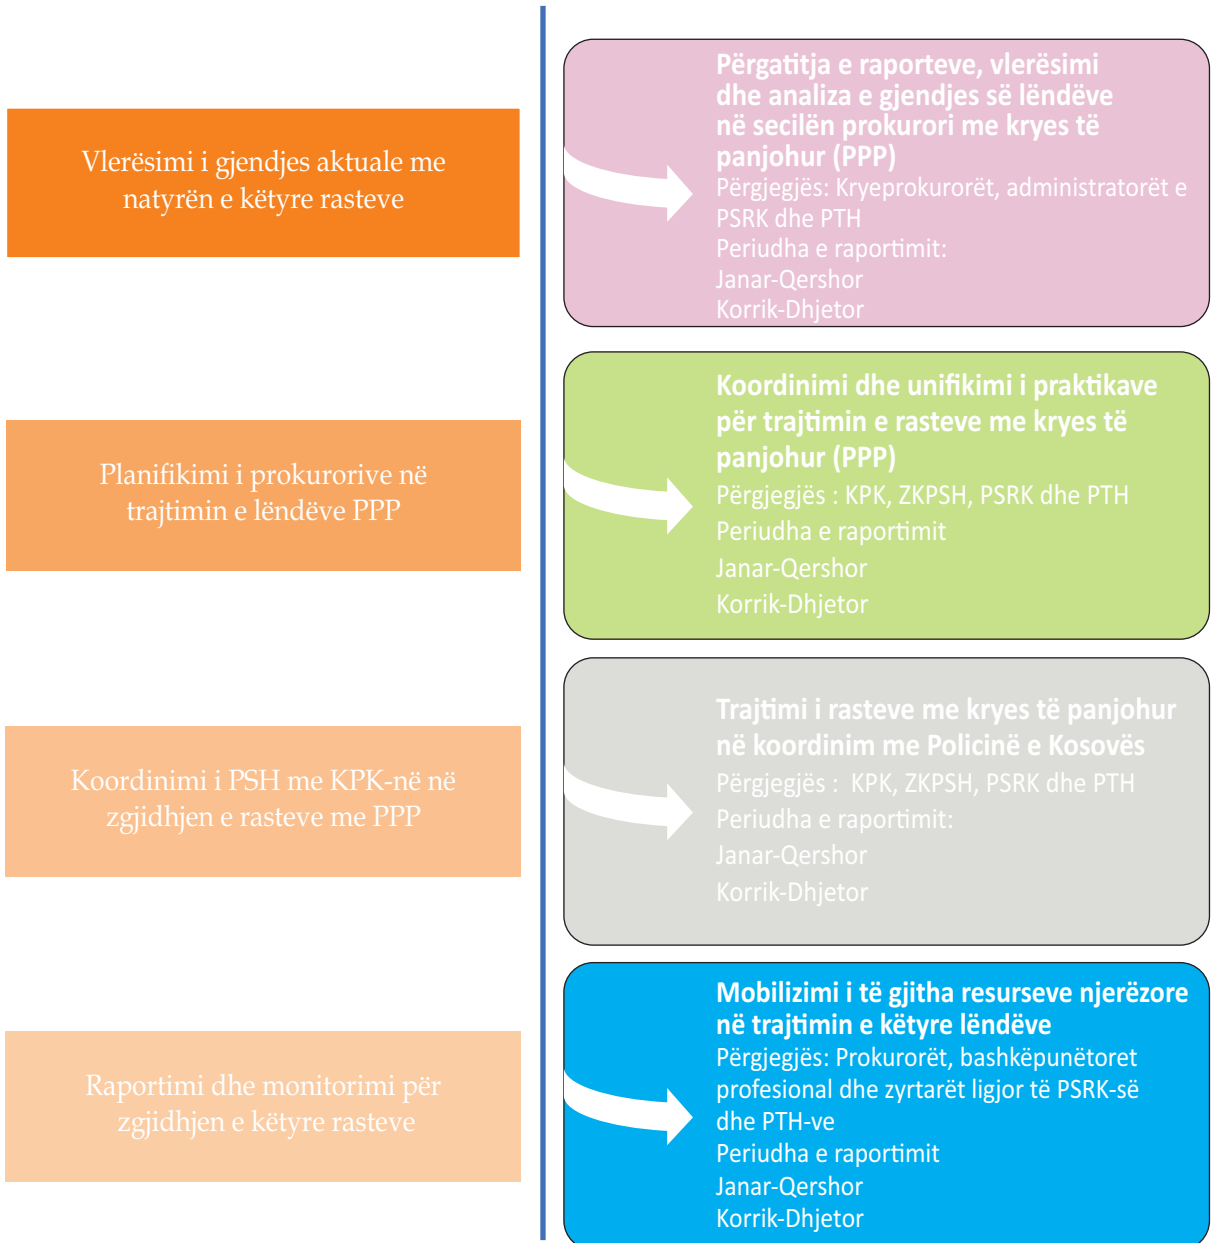 Vlerësimi i gjendjes aktuale me
natyrën e këtyre rasteve
Përgatitja e raporteve, vlerësimi
dhe analiza e gjendjes së lëndëve
në secilën prokurori me kryes të
panjohur (PPP)
Përgjegjës: Kryeprokurorët, administratorët e
PSRK dhe PTH
Periudha e raportimit:
Janar-Qershor
Korrik-Dhjetor
Planifikimi i prokurorive në
trajtimin e lëndëve PPP
Koordinimi dhe unifikimi i praktikave
për trajtimin e rasteve me kryes të
panjohur (PPP)
Përgjegjës : KPK, ZKPSH, PSRK dhe PTH
Periudha e raportimit
Janar-Qershor
Korrik-Dhjetor
Koordinimi i PSH me KPK-në në
zgjidhjen e rasteve me PPP
Trajtimi i rasteve me kryes të panjohur
në koordinim me Policinë e Kosovës
Përgjegjës :  KPK, ZKPSH, PSRK dhe PTH
Periudha e raportimit:
Janar-Qershor
Korrik-Dhjetor
Raportimi dhe monitorimi për
zgjidhjen e këtyre rasteve
Mobilizimi i të gjitha resurseve njerëzore
në trajtimin e këtyre lëndëve
Përgjegjës: Prokurorët, bashkëpunëtoret
profesional dhe zyrtarët ligjor të PSRK-së
dhe PTH-ve
Periudha e raportimit
Janar-Qershor
Korrik-Dhjetor